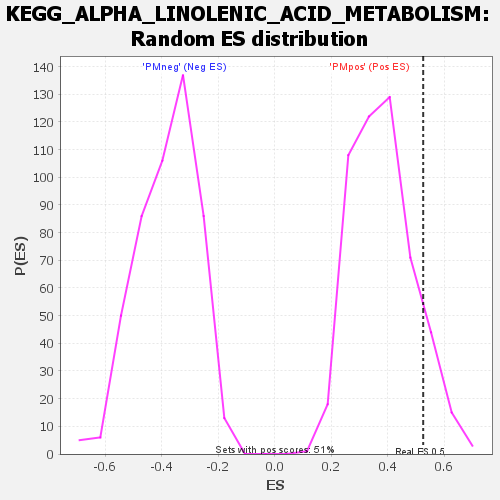 KEGG_ALPHA_LINOLENIC_ACID_METABOLISM:
Random ES distribution
'PMneg' (Neg ES) 'PMpos' (Pos ES)
140
130
120
110
100
90
80
70
60
50
40
30
20
10
0
P(ES)
Sets with pos scores: 51%
Real ES 0.5
-0.6 -0.4 -0.2 0.0 0.2 0.4 0.6
ES